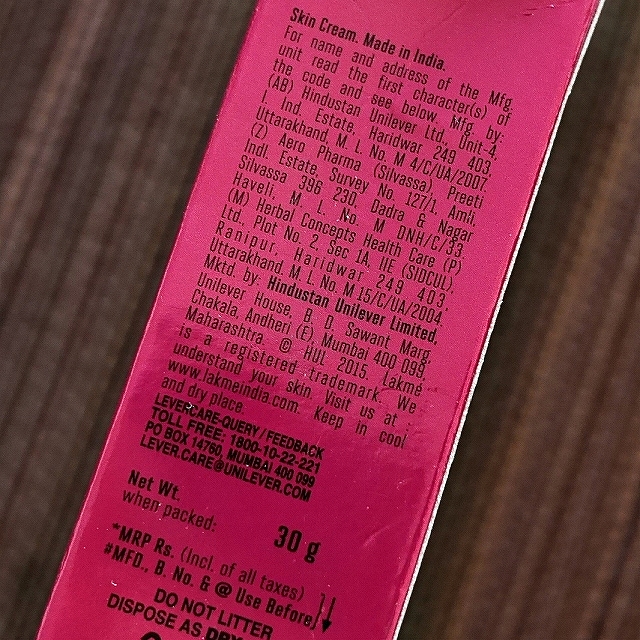 Skin Cream. Made in India.
For name and address of the Mfg.
unit read the first character(s) of
the code and see below. Mfg. by:
(AB) Hindustan Unilever Ltd., Unit-4,
I. Ind. Estate, Haridwar 249 403,
Uttarakhand, M. L. No. M 4/C/UA/2007.
(Z) Aero Pharma (Silvassa), Preeti
Indl. Estate, Survey No. 127/1, Amli,
Silvassa 396 230, Dadra & Nagar
Haveli, M. L. No. M DNH/C/33
(M) Herbal Concepts Health Care (P)
Ltd. Plot No. 2, Sec 1A, IIE (SIDCUL),
Ranipur, Haridwar 249 403,
Uttarakhand, M. L. No. M 15/C/UA/2004.
Mktd. by: Hindustan Unilever Limited,
Unilever House, B. D. Sawant Marg,
Chakala, Andheri (E), Mumbai 400 099,
Maharashtra. © HUL 2015. Lakmé
is a registered trademark. We
understand your skin. Visit us at :
www.lakmeindia.com. Keep in cool
and dry place.
LEVERCARE-QUERY/FEEDBACK
TOLL FREE: 1800-10-22-221
PO BOX 14760, MUMBAI 400 099
LEVER.CARE@UNILEVER.COM
Net Wt.
when packed: 30 g
*MRP Rs. (Incl. of all taxes)
#MFD., B. No. & @ Use Before
DO NOT LITTER
DISPOSE AS DRY